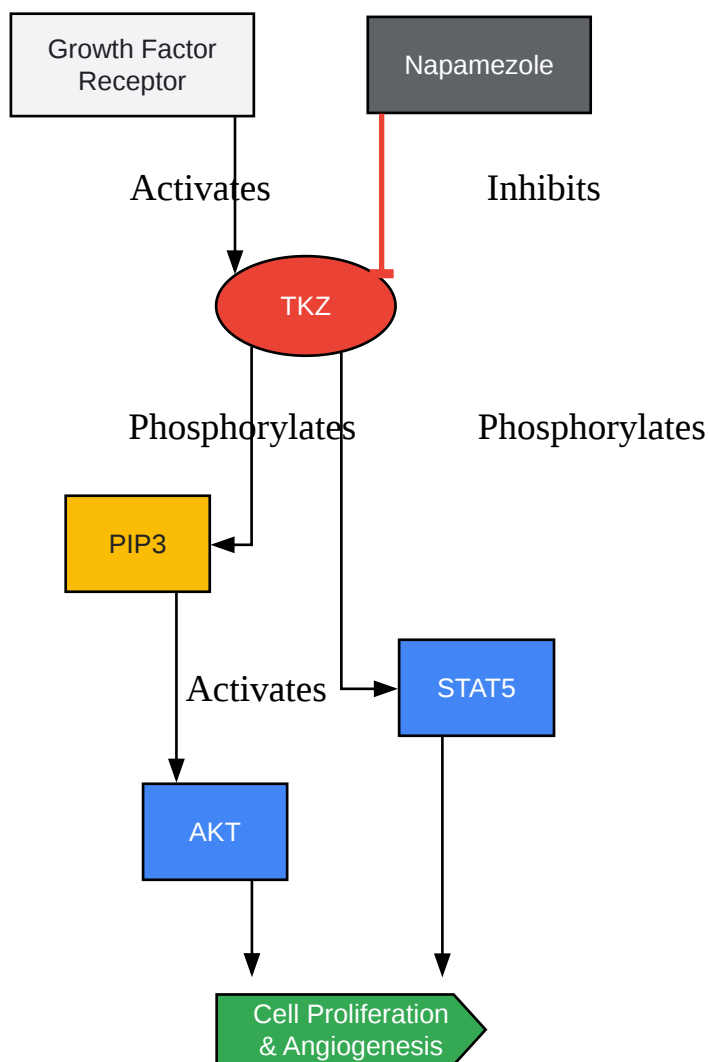 Growth Factor
Receptor
Napamezole
Activates
Inhibits
TKZ
Phosphorylates
Phosphorylates
PIP3
STAT5
Activates
AKT
Cell Proliferation
& Angiogenesis